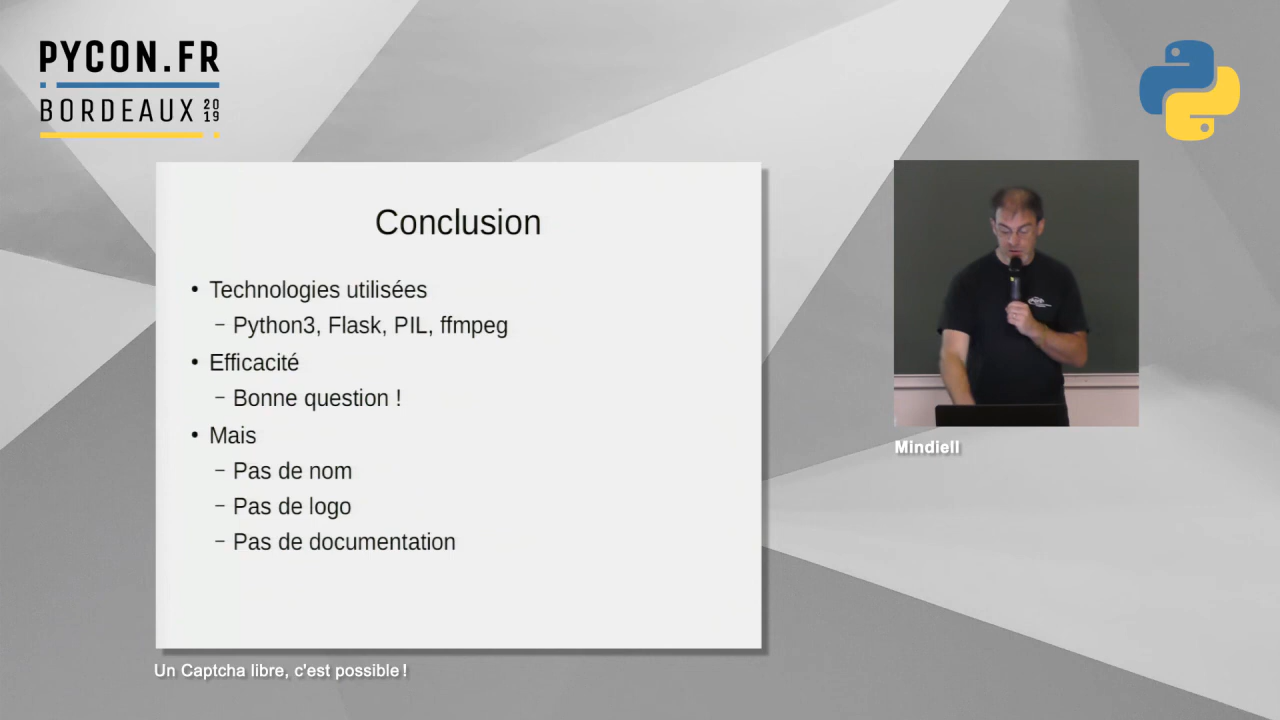 PYCON.FR
BORDEAUX 20 19
Conclusion
• Technologies utilisées
– Python3, Flask, PIL, ffmpeg
• Efficacité
– Bonne question !
• Mais
– Pas de nom
– Pas de logo
– Pas de documentation
Mindiell
Un Captcha libre, c'est possible !